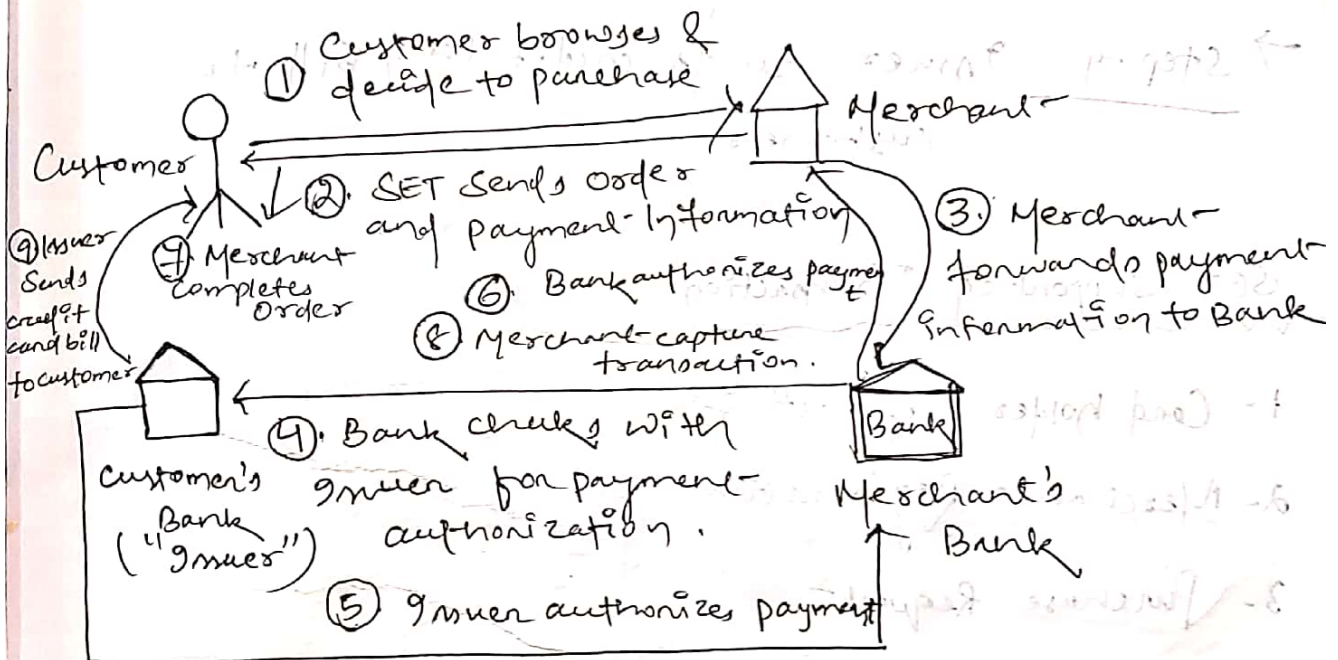 ① Customer browses &
decide to purchase
Merchant
Customer
②. SET Sends Order
and payment Information
③. Merchant
forwards payment
information to Bank
⑨ Issuer
Sends
credit
card bill
to customer
⑦. Merchant
Completes
Order
⑥. Bank authorizes payment
⑧ Merchant capture
transaction.
Bank
④. Bank checks with
Issuer for payment
authorization.
Customer's
Bank
("Issuer")
Merchant's
Bank
⑤ Issuer authorizes payment